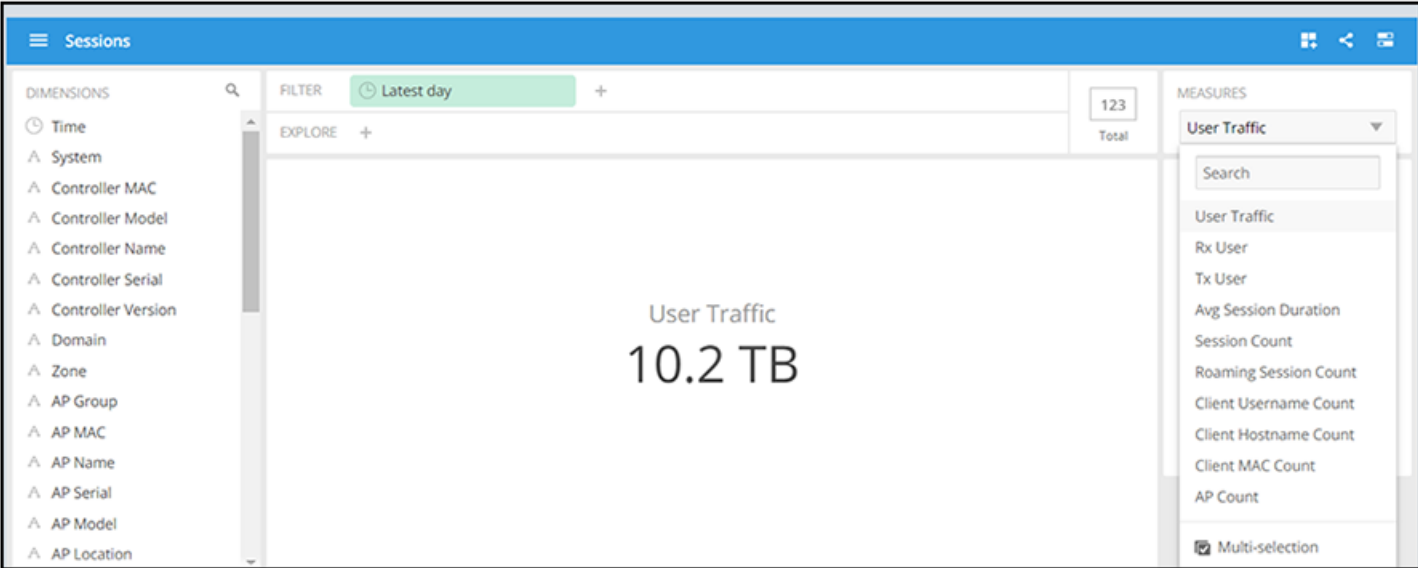 Sessions
DIMENSIONS
Time
System
Controller MAC
Controller Model
Controller Name
Controller Serial
Controller Version
Domain
Zone
AP Group
AP MAC
AP Name
AP Serial
AP Model
AP Location
FILTER
Latest day
+
EXPLORE +
123
Total
User Traffic
10.2 TB
MEASURES
User Traffic
Search
User Traffic
Rx User
Tx User
Avg Session Duration
Session Count
Roaming Session Count
Client Username Count
Client Hostname Count
Client MAC Count
AP Count
Multi-selection